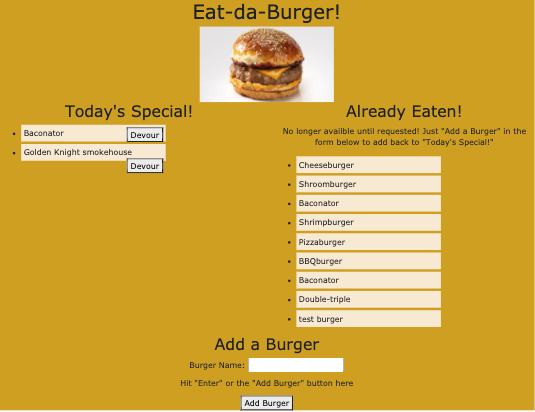 Eat-da-Burger!
Today's Special!
Baconator
Devour
Golden Knight smokehouse
Devour
Already Eaten!
No longer availble until requested! Just "Add a Burger" in the
form below to add back to "Today's Special!"
Cheeseburger
Shroomburger
Baconator
Shrimpburger
Pizzaburger
BBQburger
Baconator
Double-triple
test burger
Add a Burger
Burger Name:
Hit "Enter" or the "Add Burger" button here
Add Burger